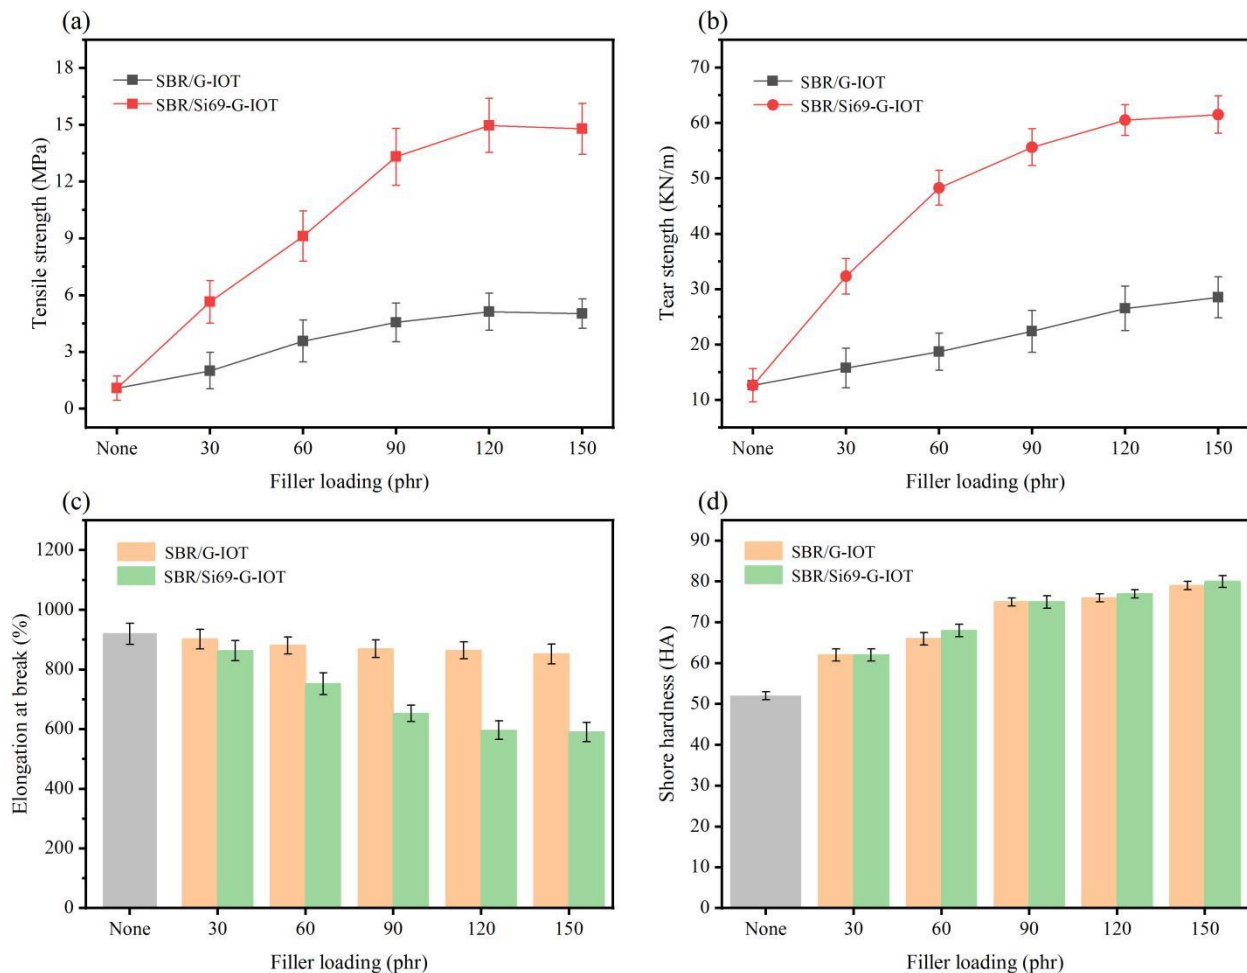 (a)
18
15
12
9
6
3
0
Tensile strength (MPa)
SBR/G-IOT
SBR/Si69-G-IOT
None 30 60 90 120 150
Filler loading (phr)
(b)
70
60
50
40
30
20
10
Tear stength (KN/m)
SBR/G-IOT
SBR/Si69-G-IOT
None 30 60 90 120 150
Filler loading (phr)
(c)
1200
1000
800
600
400
200
0
Elongation at break (%)
SBR/G-IOT
SBR/Si69-G-IOT
None 30 60 90 120 150
Filler loading (phr)
(d)
90
80
70
60
50
40
30
20
10
0
Shore hardness (HA)
SBR/G-IOT
SBR/Si69-G-IOT
None 30 60 90 120 150
Filler loading (phr)